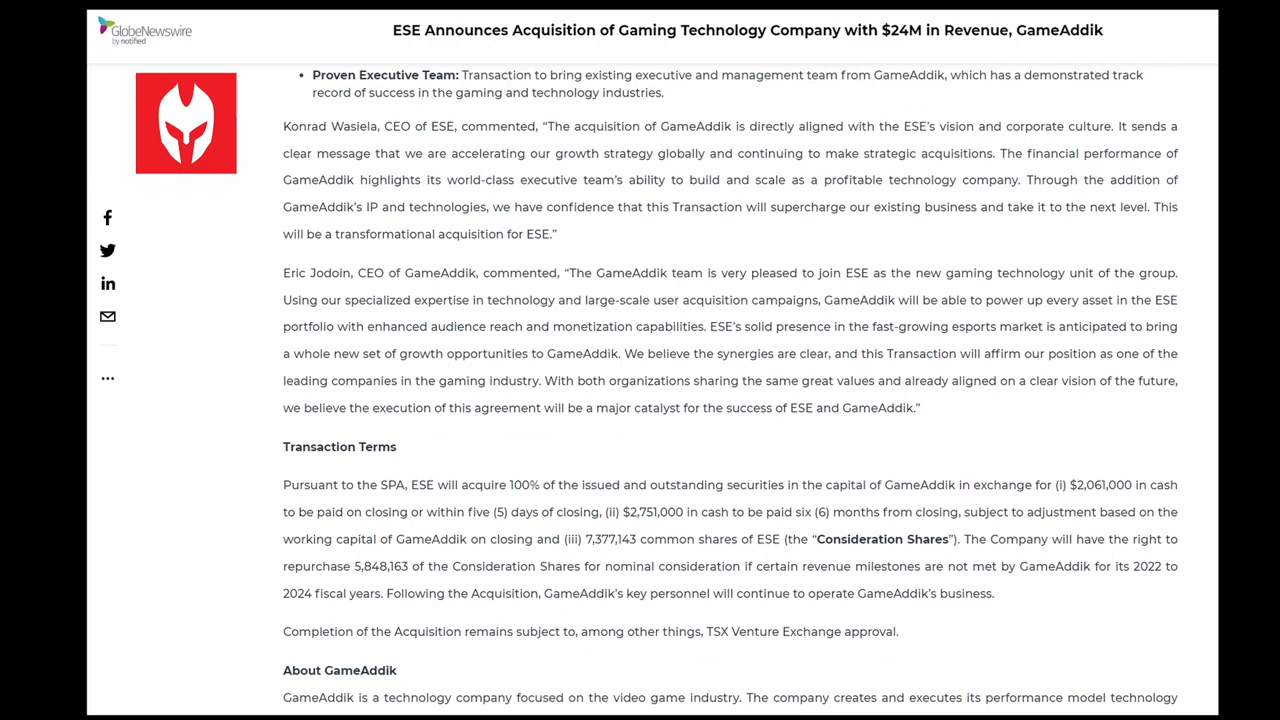 GlobeNewswire
by notified
ESE Announces Acquisition of Gaming Technology Company with $24M in Revenue, GameAddik
• Proven Executive Team: Transaction to bring existing executive and management team from GameAddik, which has a demonstrated track
record of success in the gaming and technology industries.
Konrad Wasiela, CEO of ESE, commented, “The acquisition of GameAddik is directly aligned with the ESE’s vision and corporate culture. It sends a
clear message that we are accelerating our growth strategy globally and continuing to make strategic acquisitions. The financial performance of
GameAddik highlights its world-class executive team’s ability to build and scale as a profitable technology company. Through the addition of
GameAddik’s IP and technologies, we have confidence that this Transaction will supercharge our existing business and take it to the next level. This
will be a transformational acquisition for ESE.”
Eric Jodoin, CEO of GameAddik, commented, “The GameAddik team is very pleased to join ESE as the new gaming technology unit of the group.
Using our specialized expertise in technology and large-scale user acquisition campaigns, GameAddik will be able to power up every asset in the ESE
portfolio with enhanced audience reach and monetization capabilities. ESE’s solid presence in the fast-growing esports market is anticipated to bring
a whole new set of growth opportunities to GameAddik. We believe the synergies are clear, and this Transaction will affirm our position as one of the
leading companies in the gaming industry. With both organizations sharing the same great values and already aligned on a clear vision of the future,
we believe the execution of this agreement will be a major catalyst for the success of ESE and GameAddik.”
Transaction Terms
Pursuant to the SPA, ESE will acquire 100% of the issued and outstanding securities in the capital of GameAddik in exchange for (i) $2,061,000 in cash
to be paid on closing or within five (5) days of closing, (ii) $2,751,000 in cash to be paid six (6) months from closing, subject to adjustment based on the
working capital of GameAddik on closing and (iii) 7,377,143 common shares of ESE (the “Consideration Shares”). The Company will have the right to
repurchase 5,848,163 of the Consideration Shares for nominal consideration if certain revenue milestones are not met by GameAddik for its 2022 to
2024 fiscal years. Following the Acquisition, GameAddik’s key personnel will continue to operate GameAddik’s business.
Completion of the Acquisition remains subject to, among other things, TSX Venture Exchange approval.
About GameAddik
GameAddik is a technology company focused on the video game industry. The company creates and executes its performance model technology